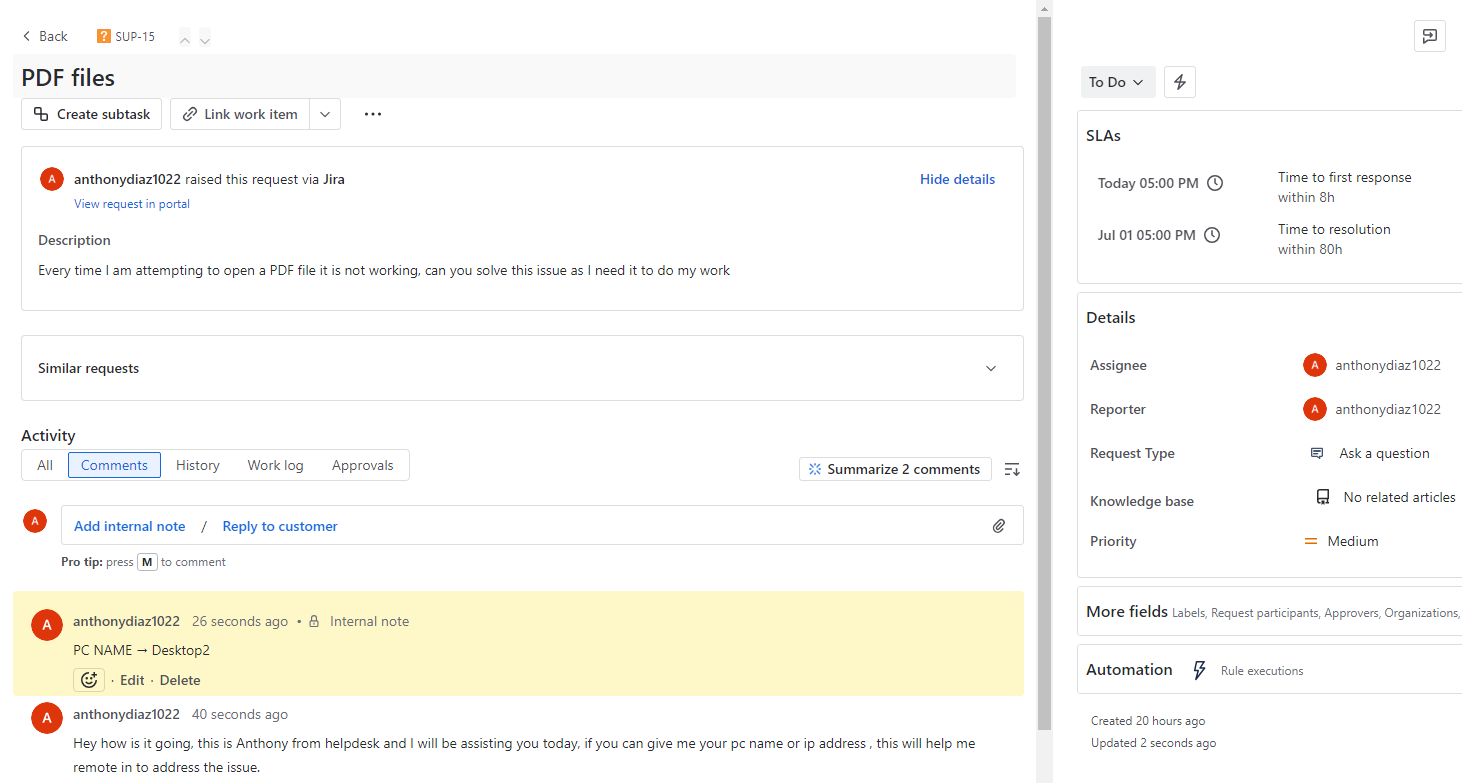 Back
SUP-15
PDF files
Create subtask
Link work item
A anthonydiaz1022 raised this request via Jira
Hide details
View request in portal
Description
Every time I am attempting to open a PDF file it is not working, can you solve this issue as I need it to do my work
Similar requests
Activity
All Comments History Work log Approvals
Summarize 2 comments
A Add internal note / Reply to customer
Pro tip: press M to comment
A anthonydiaz1022 26 seconds ago • Internal note
PC NAME → Desktop2
· Edit · Delete
A anthonydiaz1022 40 seconds ago
Hey how is it going, this is Anthony from helpdesk and I will be assisting you today, if you can give me your pc name or ip address , this will help me
remote in to address the issue.
To Do
SLAs
Today 05:00 PM Time to first response
within 8h
Jul 01 05:00 PM Time to resolution
within 80h
Details
Assignee A anthonydiaz1022
Reporter A anthonydiaz1022
Request Type Ask a question
Knowledge base No related articles
Priority Medium
More fields Labels, Request participants, Approvers, Organizations,
Automation Rule executions
Created 20 hours ago
Updated 2 seconds ago